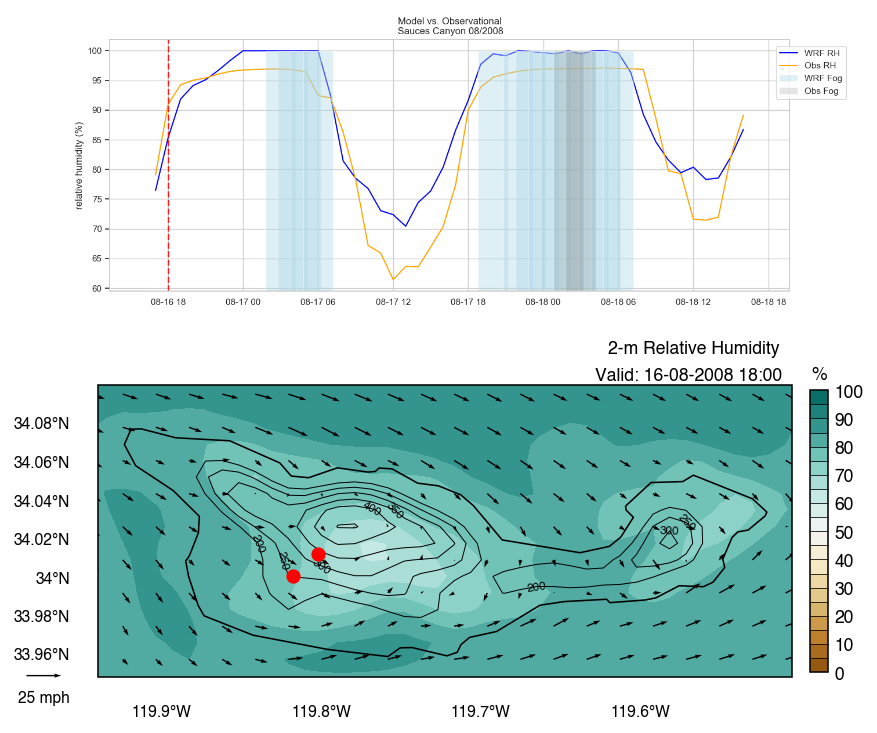 Model vs. Observational
Sauces Canyon 08/2008
relative humidity (%)
100
95
90
85
80
75
70
65
60
08-16 18
08-17 00
08-17 06
08-17 12
08-17 18
08-18 00
08-18 06
08-18 12
08-18 18
WRF RH
Obs RH
WRF Fog
Obs Fog
2-m Relative Humidity
Valid: 16-08-2008 18:00
%
34.08°N
34.06°N
34.04°N
34.02°N
34°N
33.98°N
33.96°N
25 mph
119.9°W
119.8°W
119.7°W
119.6°W
200
250
300
400
350
200
300
250
100
90
80
70
60
50
40
30
20
10
0